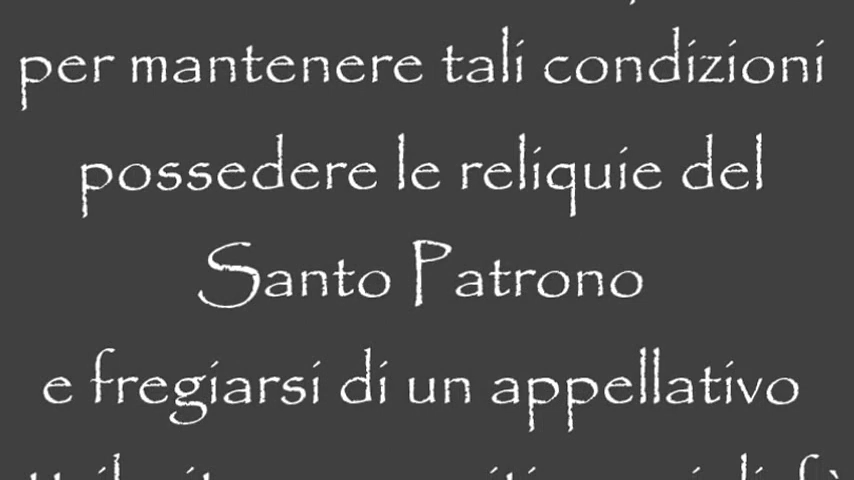 per mantenere tali condizioni
possedere le reliquie del
Santo Patrono
e fregiarsi di un appellativo